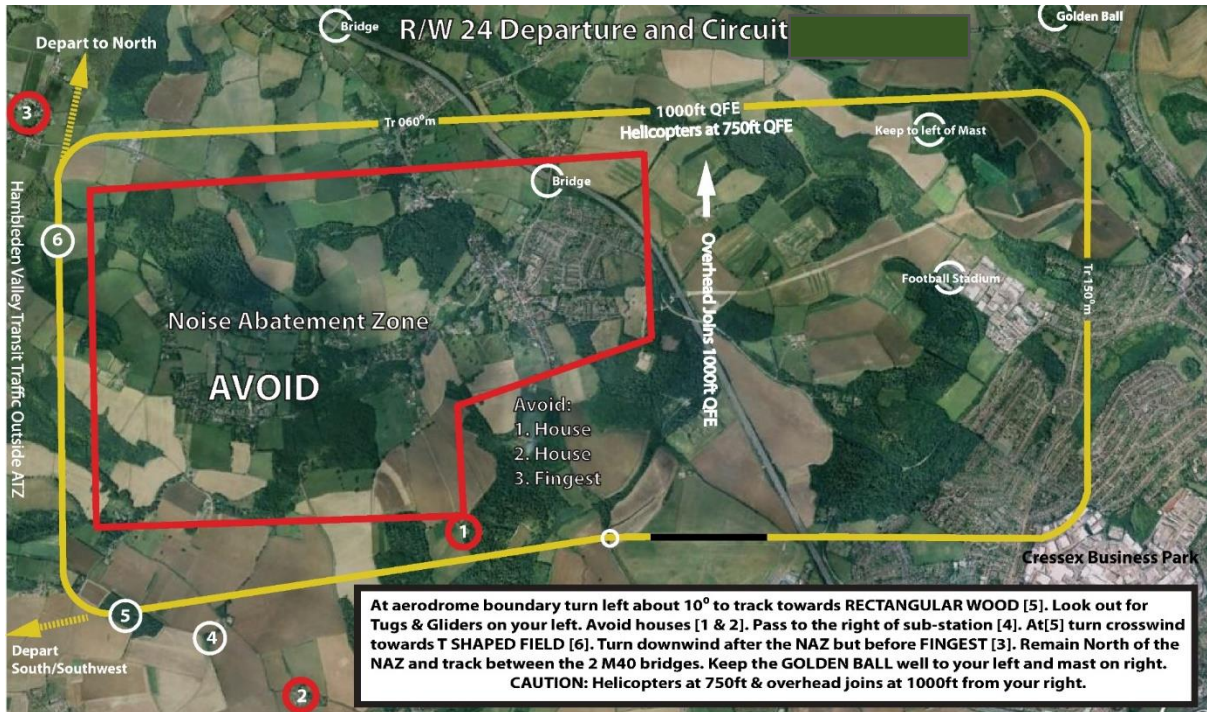 R/W 24 Departure and Circuit
Bridge
Golden Ball
Depart to North
3
Tr 060⁰m
1000ft QFE
Helicopters at 750ft QFE
Keep to left of Mast
Bridge
Hambleden Valley Transit Traffic Outside ATZ
6
Overhead Joins 1000ft QFE
Football Stadium
Tr 150⁰m
Noise Abatement Zone
AVOID
Avoid:
1. House
2. House
3. Fingest
1
Cressex Business Park
5
4
Depart
South/Southwest
2
At aerodrome boundary turn left about 10⁰ to track towards RECTANGULAR WOOD [5]. Look out for
Tugs & Gliders on your left. Avoid houses [1 & 2]. Pass to the right of sub-station [4]. At[5] turn crosswind
towards T SHAPED FIELD [6]. Turn downwind after the NAZ but before FINGEST [3]. Remain North of the
NAZ and track between the 2 M40 bridges. Keep the GOLDEN BALL well to your left and mast on right.
CAUTION: Helicopters at 750ft & overhead joins at 1000ft from your right.